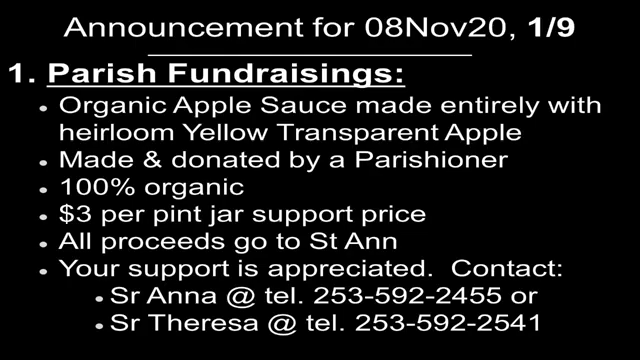 Announcement for 08Nov20, 1/9
1. Parish Fundraisings:
• Organic Apple Sauce made entirely with
heirloom Yellow Transparent Apple
• Made & donated by a Parishioner
• 100% organic
• $3 per pint jar support price
• All proceeds go to St Ann
• Your support is appreciated.  Contact:
• Sr Anna @ tel. 253-592-2455 or
• Sr Theresa @ tel. 253-592-2541